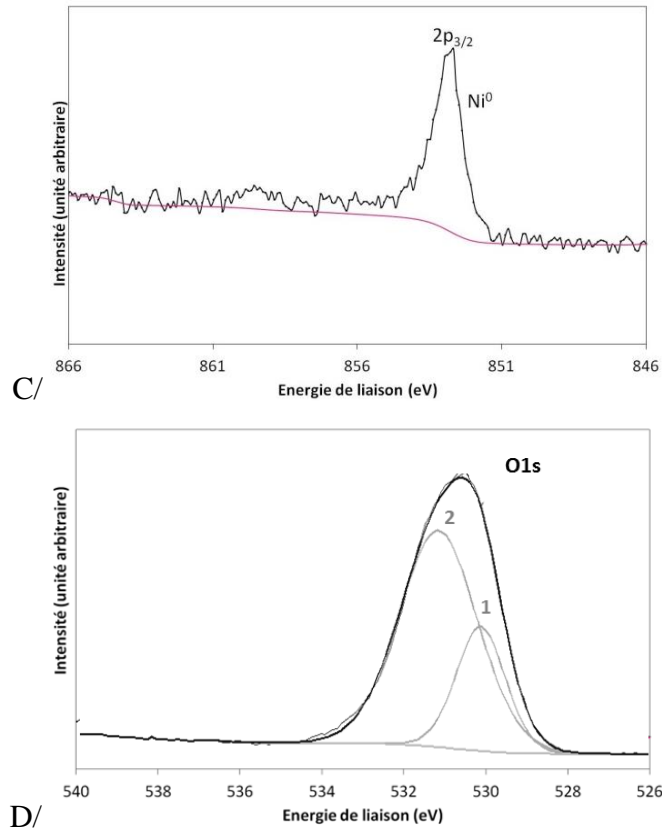 2p3/2
Ni⁰
Intensité (unité arbitraire)
866 861 856 851 846
Energie de liaison (eV)
C/
O1s
2
1
Intensité (unité arbitraire)
540 538 536 534 532 530 528 526
Energie de liaison (eV)
D/